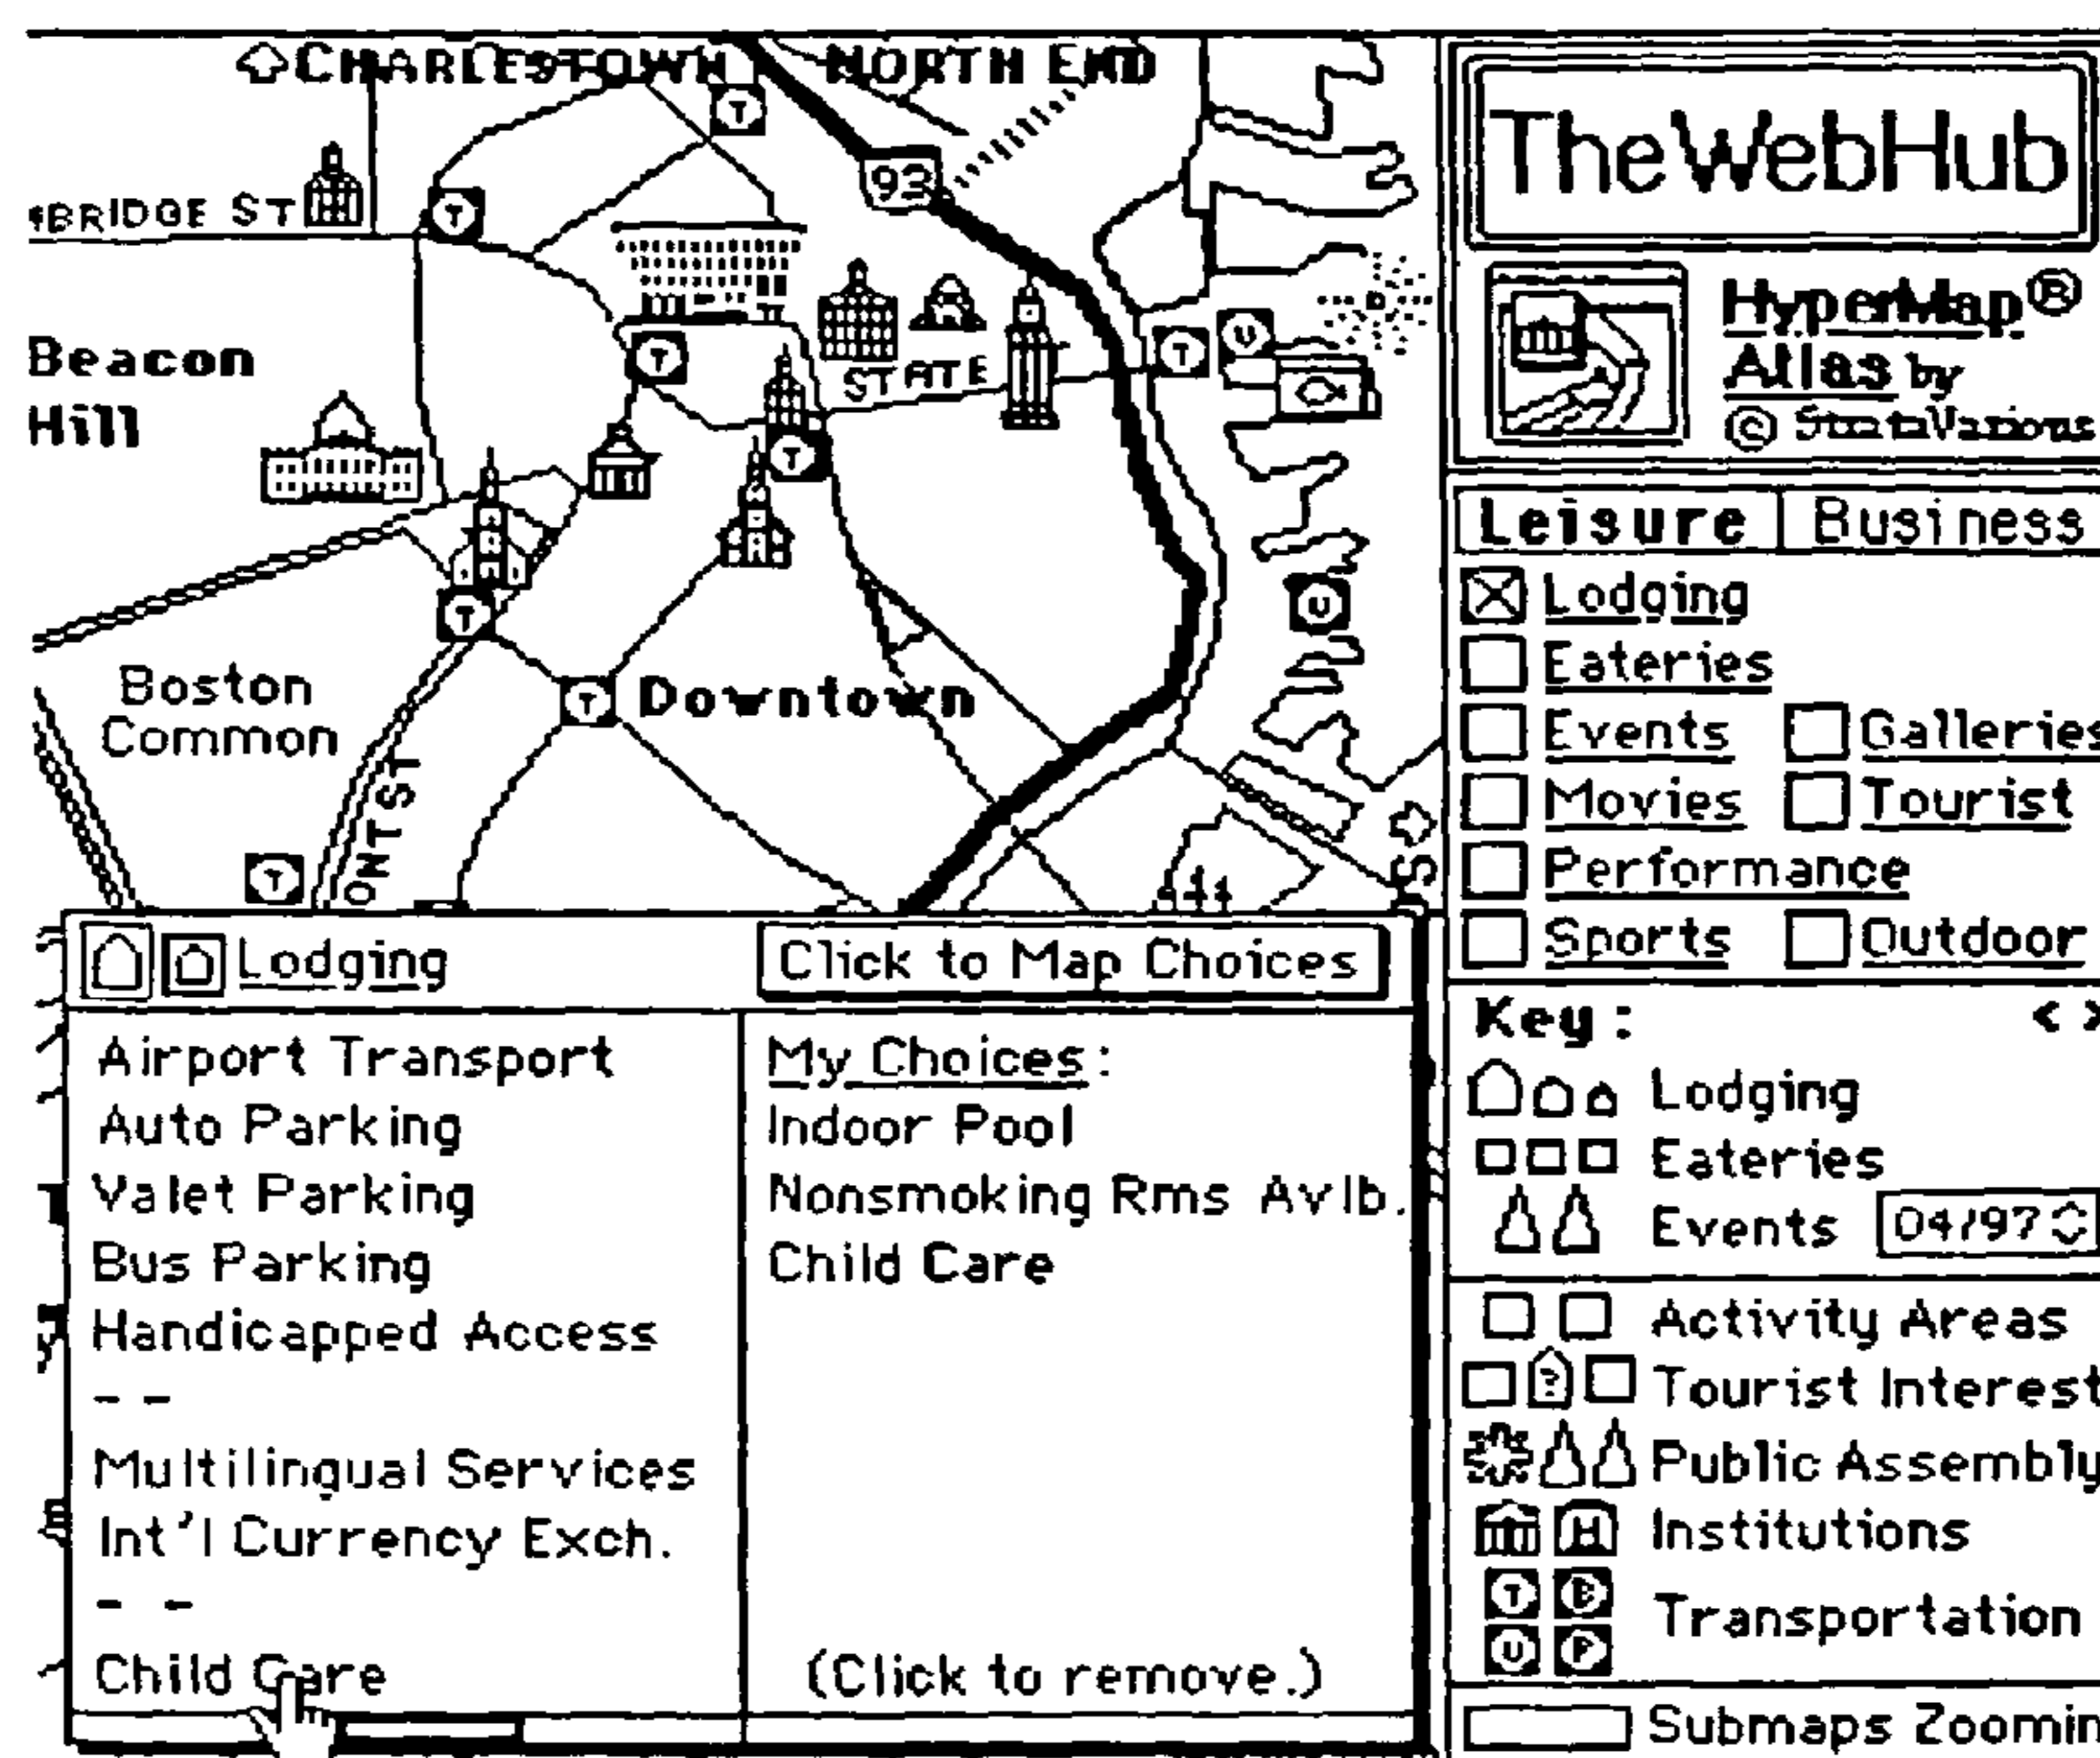 CHARLESTOWN
NORTH END
T
93
BRIDGE ST
T
Beacon
Hill
T
STATE
T
U
T
T
U
Boston
Common
T
Downtown
ONT ST
T
Lodging
Click to Map Choices
Airport Transport
Auto Parking
Valet Parking
Bus Parking
Handicapped Access
- -
Multilingual Services
Int'l Currency Exch.
- -
Child Care
My Choices:
Indoor Pool
Nonsmoking Rms Avlb.
Child Care
(Click to remove.)
TheWebHub
HyperMap®
Atlas by
© StrataVarious
Leisure Business
Lodging
Eateries
Events Galleries
Movies Tourist
Performance
Sports Outdoor
Key: < >
Lodging
Eateries
Events 04/97
Activity Areas
? Tourist Interest
Public Assembly
H Institutions
T B
Transportation
U P
Submaps Zoomin